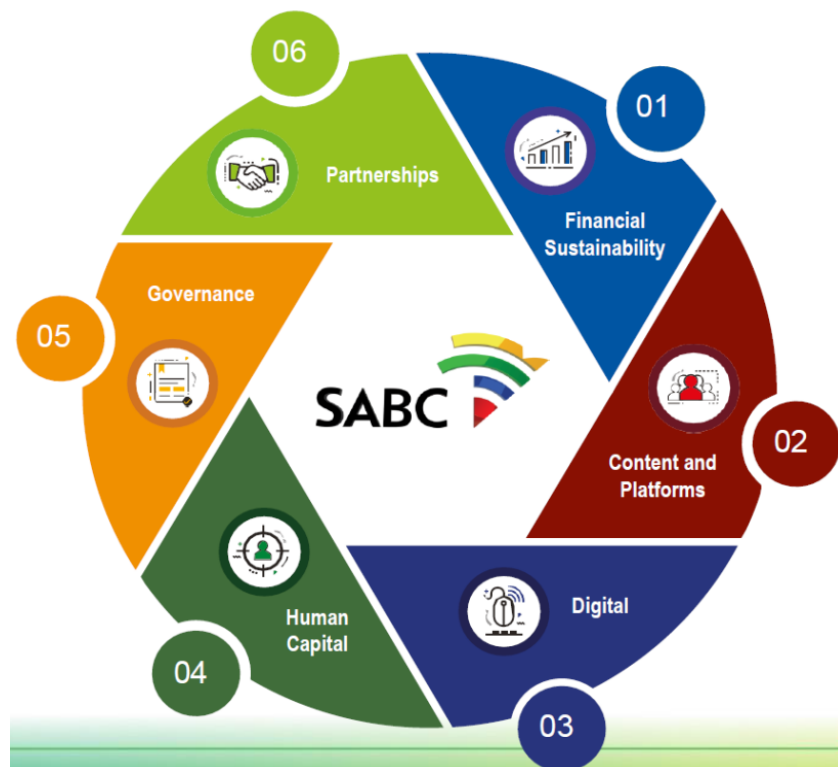 01
Financial
Sustainability
02
Content and
Platforms
03
Digital
04
Human
Capital
05
Governance
06
Partnerships
SABC